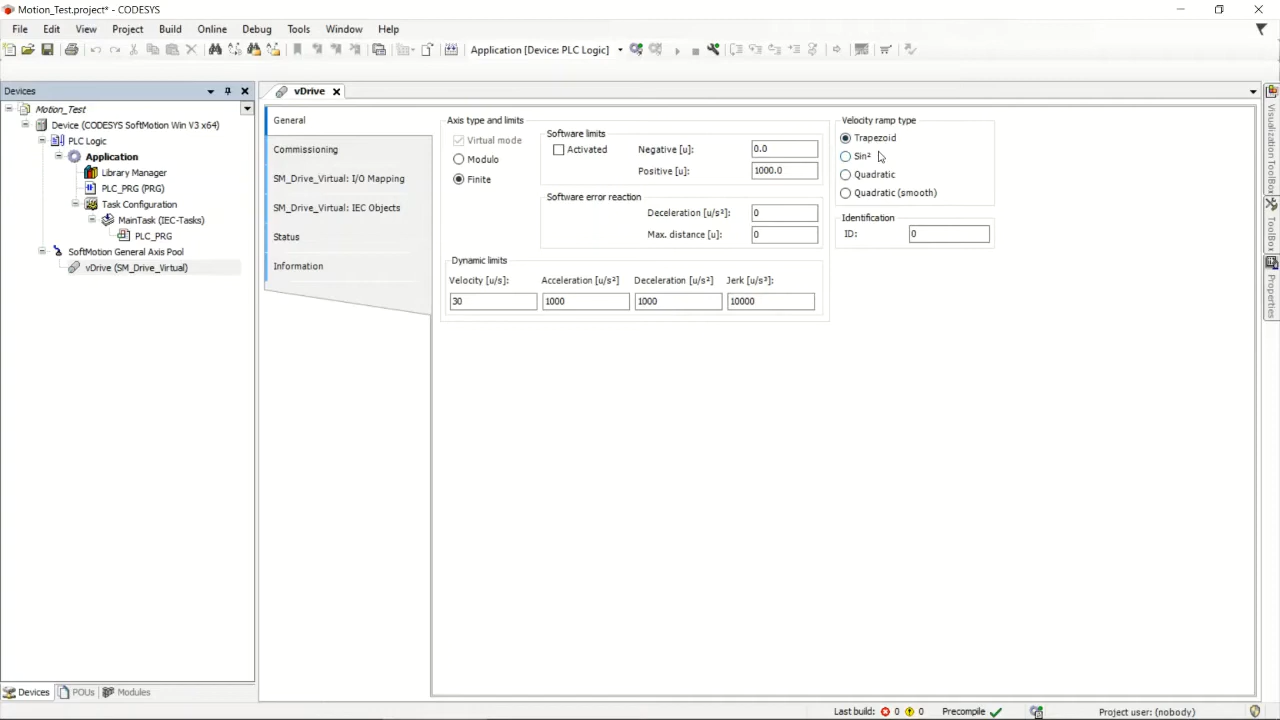 Motion_Test.project* - CODESYS
File Edit View Project Build Online Debug Tools Window Help
Application [Device: PLC Logic]
Devices
Motion_Test
Device (CODESYS SoftMotion Win V3 x64)
PLC Logic
Application
Library Manager
PLC_PRG (PRG)
Task Configuration
MainTask (IEC-Tasks)
PLC_PRG
SoftMotion General Axis Pool
vDrive (SM_Drive_Virtual)
Devices POUs Modules
vDrive
General
Commissioning
SM_Drive_Virtual: I/O Mapping
SM_Drive_Virtual: IEC Objects
Status
Information
Axis type and limits
Virtual mode
Modulo
Finite
Software limits
Activated
Negative [u]: 0.0
Positive [u]: 1000.0
Software error reaction
Deceleration [u/s²]: 0
Max. distance [u]: 0
Dynamic limits
Velocity [u/s]: Acceleration [u/s²] Deceleration [u/s²] Jerk [u/s³]:
30 1000 1000 10000
Velocity ramp type
Trapezoid
Sin²
Quadratic
Quadratic (smooth)
Identification
ID: 0
Visualization ToolBox
ToolBox
Properties
Last build: 0 0 Precompile Project user: (nobody)